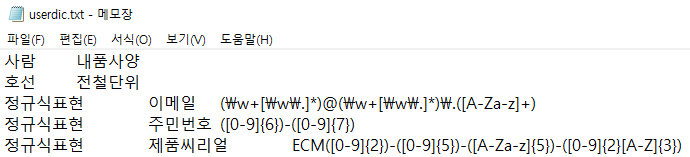 userdic.txt - 메모장
파일(F) 편집(E) 서식(O) 보기(V) 도움말(H)
사람 내품사양
호선 전철단위
정규식표현 이메일 (₩w+[₩w₩.]*)@(₩w+[₩w₩.]*)₩.([A-Za-z]+)
정규식표현 주민번호 ([0-9]{6})-([0-9]{7})
정규식표현 제품씨리얼 ECM([0-9]{2})-([0-9]{5})-([A-Za-z]{5})-([0-9]{2}[A-Z]{3})